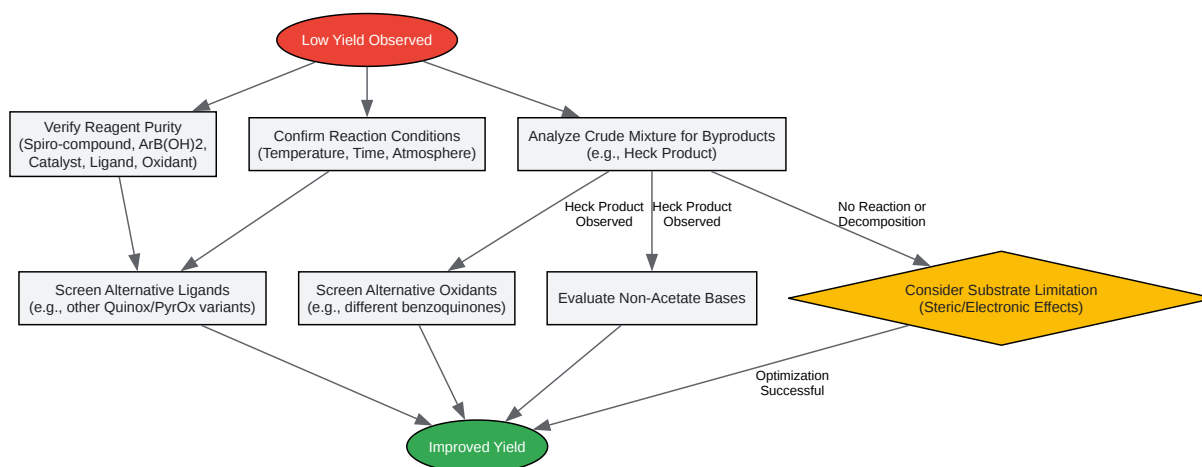 Low Yield Observed
Verify Reagent Purity
(Spiro-compound, ArB(OH)2,
Catalyst, Ligand, Oxidant)
Confirm Reaction Conditions
(Temperature, Time, Atmosphere)
Analyze Crude Mixture for Byproducts
(e.g., Heck Product)
Heck Product
Observed
Heck Product
Observed
No Reaction or
Decomposition
Screen Alternative Ligands
(e.g., other Quinox/PyrOx variants)
Screen Alternative Oxidants
(e.g., different benzoquinones)
Evaluate Non-Acetate Bases
Consider Substrate Limitation
(Steric/Electronic Effects)
Optimization
Successful
Improved Yield